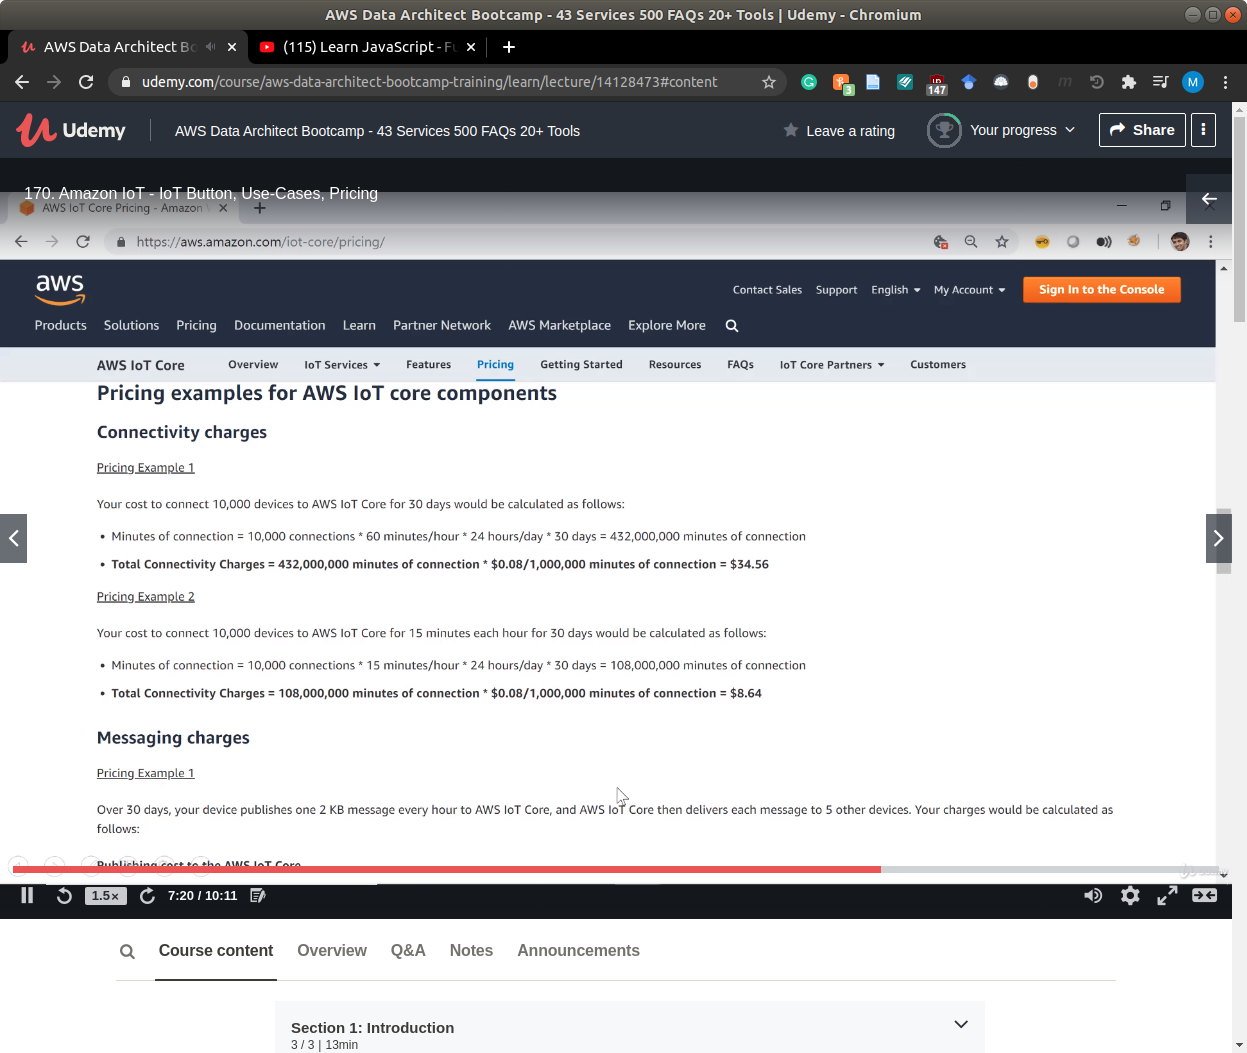 AWS Data Architect Bootcamp - 43 Services 500 FAQs 20+ Tools | Udemy - Chromium
AWS Data Architect Bo
(115) Learn JavaScript - Fu
udemy.com/course/aws-data-architect-bootcamp-training/learn/lecture/14128473#content
3
147
M
Udemy
AWS Data Architect Bootcamp - 43 Services 500 FAQs 20+ Tools
Leave a rating
Your progress
Share
170. Amazon IoT - IoT Button, Use-Cases, Pricing
AWS IoT Core Pricing - Amazon
https://aws.amazon.com/iot-core/pricing/
aws
Contact Sales
Support
English
My Account
Sign In to the Console
Products
Solutions
Pricing
Documentation
Learn
Partner Network
AWS Marketplace
Explore More
AWS IoT Core
Overview
IoT Services
Features
Pricing
Getting Started
Resources
FAQs
IoT Core Partners
Customers
Pricing examples for AWS IoT core components
Connectivity charges
Pricing Example 1
Your cost to connect 10,000 devices to AWS IoT Core for 30 days would be calculated as follows:
• Minutes of connection = 10,000 connections * 60 minutes/hour * 24 hours/day * 30 days = 432,000,000 minutes of connection
• Total Connectivity Charges = 432,000,000 minutes of connection * $0.08/1,000,000 minutes of connection = $34.56
Pricing Example 2
Your cost to connect 10,000 devices to AWS IoT Core for 15 minutes each hour for 30 days would be calculated as follows:
• Minutes of connection = 10,000 connections * 15 minutes/hour * 24 hours/day * 30 days = 108,000,000 minutes of connection
• Total Connectivity Charges = 108,000,000 minutes of connection * $0.08/1,000,000 minutes of connection = $8.64
Messaging charges
Pricing Example 1
Over 30 days, your device publishes one 2 KB message every hour to AWS IoT Core, and AWS IoT Core then delivers each message to 5 other devices. Your charges would be calculated as
follows:
Publishing cost to the AWS IoT Core
1.5×
7:20 / 10:11
Course content
Overview
Q&A
Notes
Announcements
Section 1: Introduction
3 / 3 | 13min